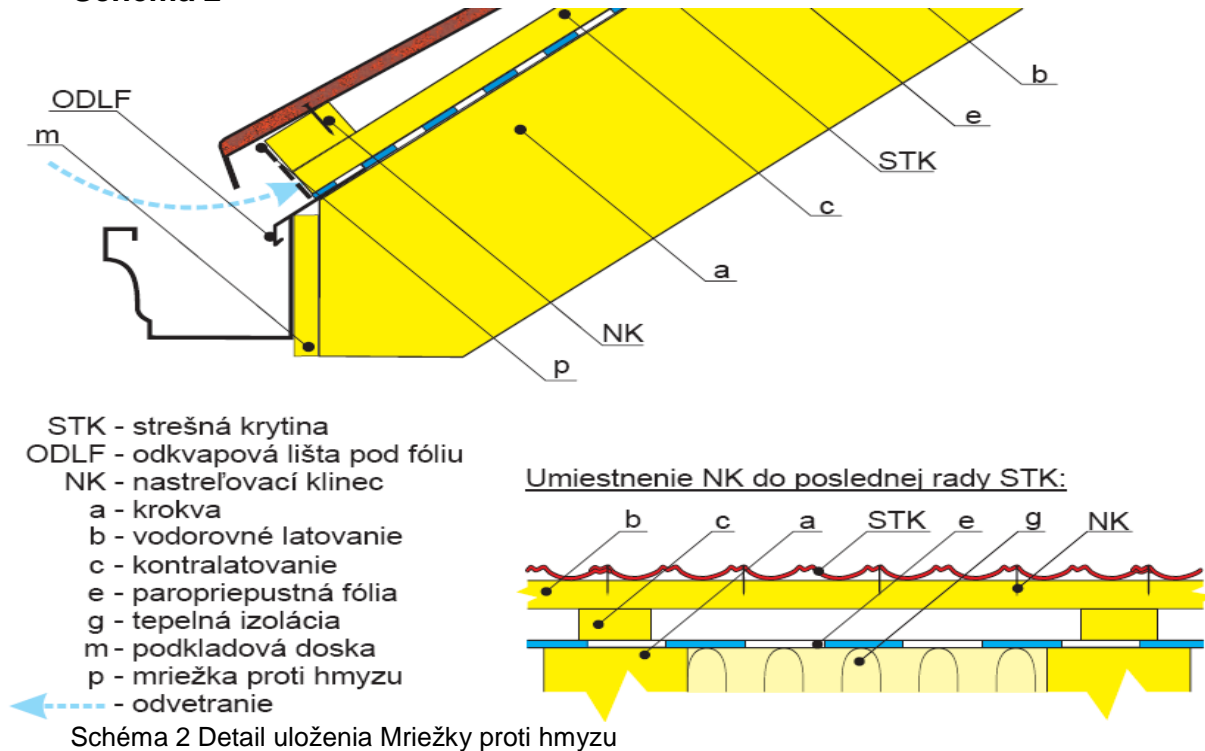 Schéma 2
ODLF
m
b
e
STK
c
a
NK
p
STK - strešná krytina
ODLF - odkvapová lišta pod fóliu
NK - nastreľovací klinec
a - krokva
b - vodorovné latovanie
c - kontralatovanie
e - paropriepustná fólia
g - tepelná izolácia
m - podkladová doska
p - mriežka proti hmyzu
- odvetranie
Umiestnenie NK do poslednej rady STK:
b c a STK e g NK
Schéma 2 Detail uloženia Mriežky proti hmyzu